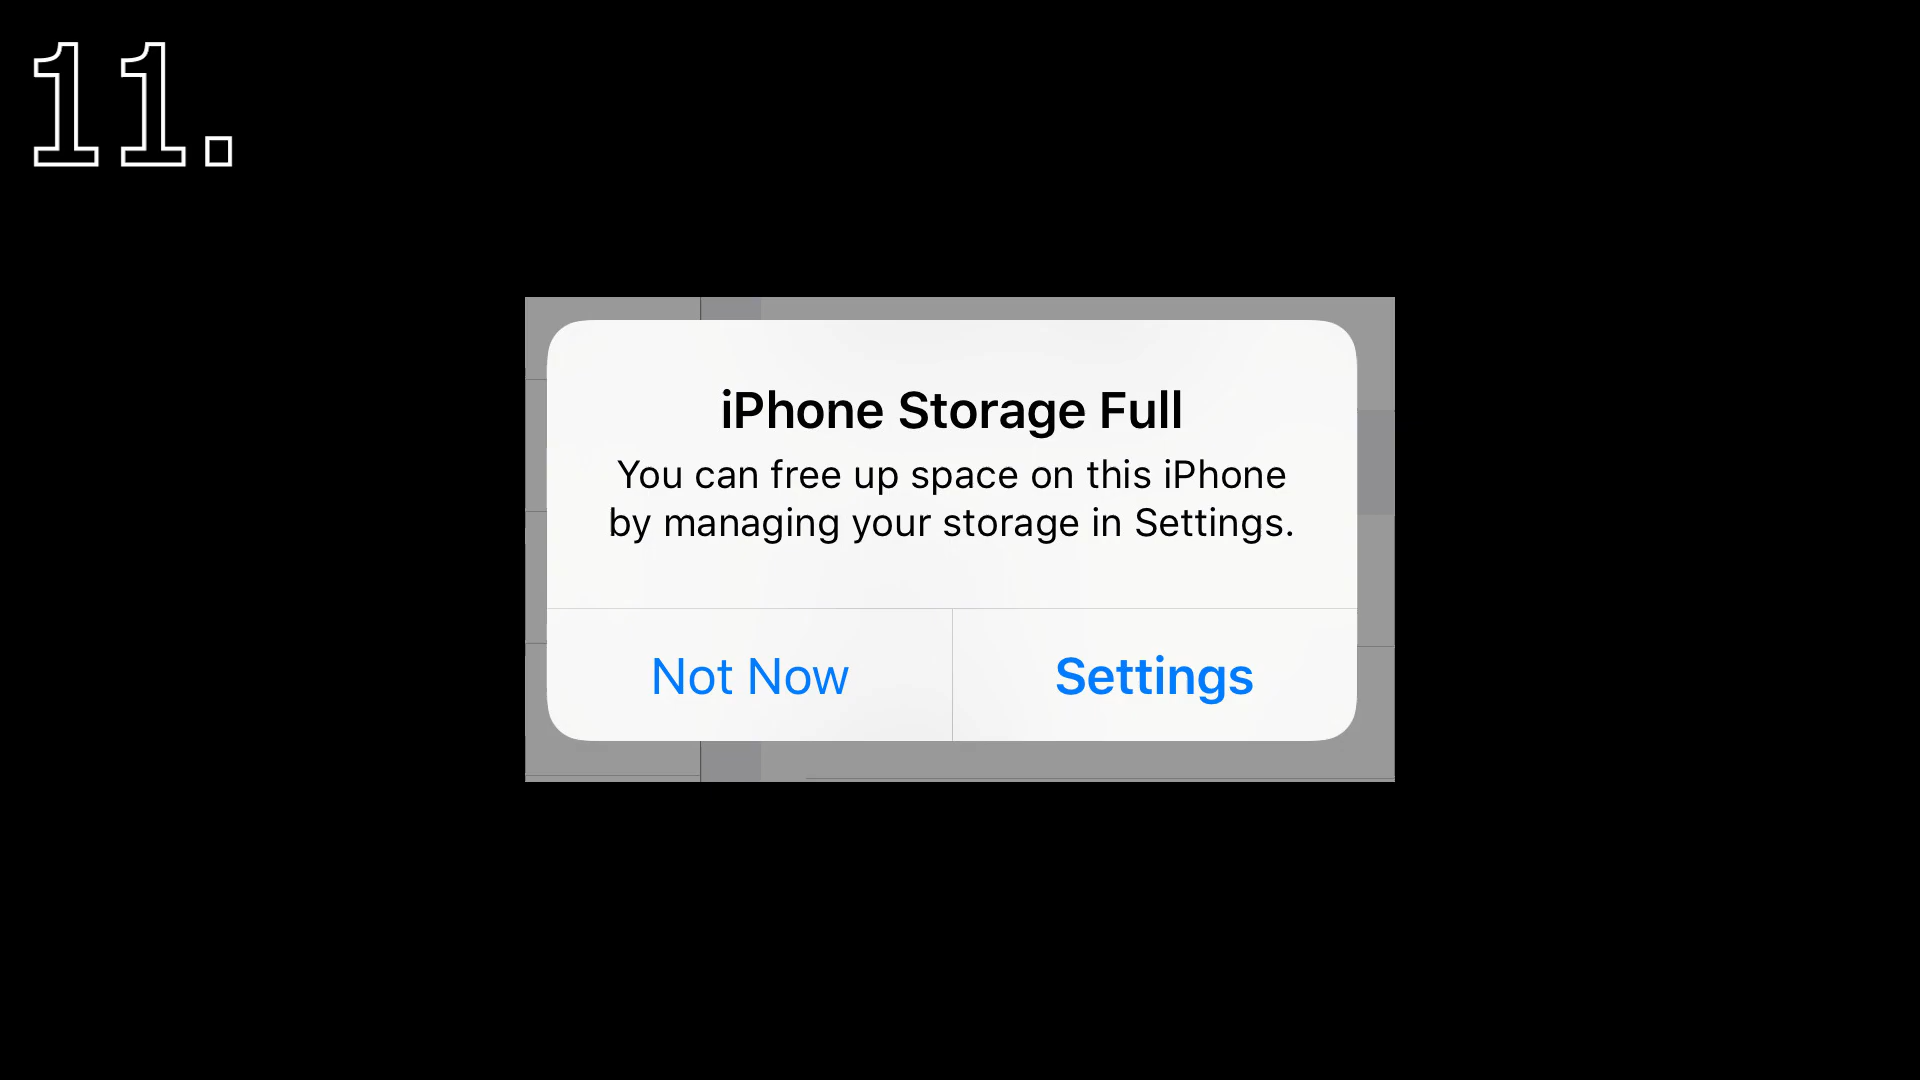 11.
iPhone Storage Full
You can free up space on this iPhone
by managing your storage in Settings.
Not Now
Settings